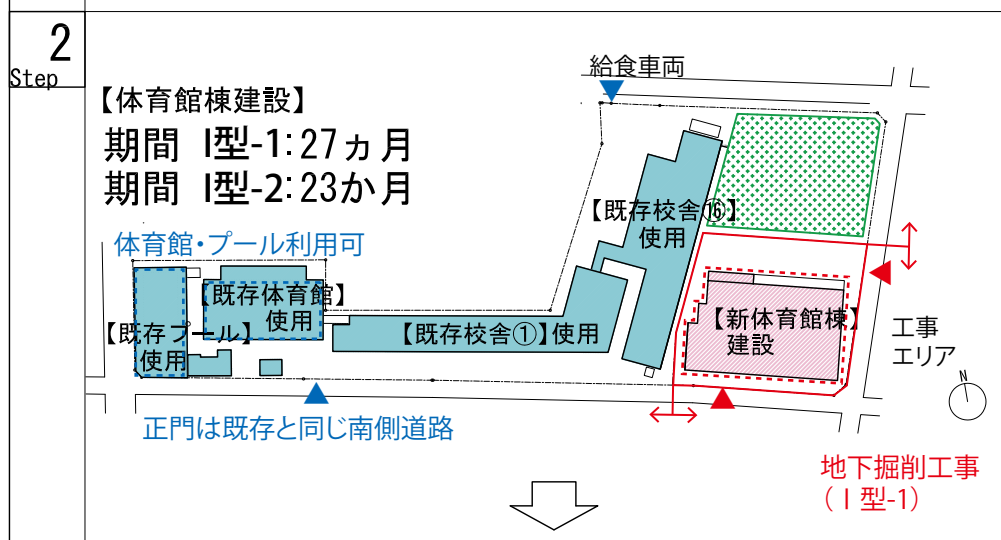 2
Step
【体育館棟建設】
期間 Ⅰ型-1:27ヵ月
期間 Ⅰ型-2:23か月
給食車両
体育館・プール利用可
【既存校舎⑯】
使用
【既存体育館】
使用
【既存プール】
使用
【既存校舎①】使用
【新体育館棟】
建設
工事
エリア
N
正門は既存と同じ南側道路
地下掘削工事
（Ⅰ型-1）